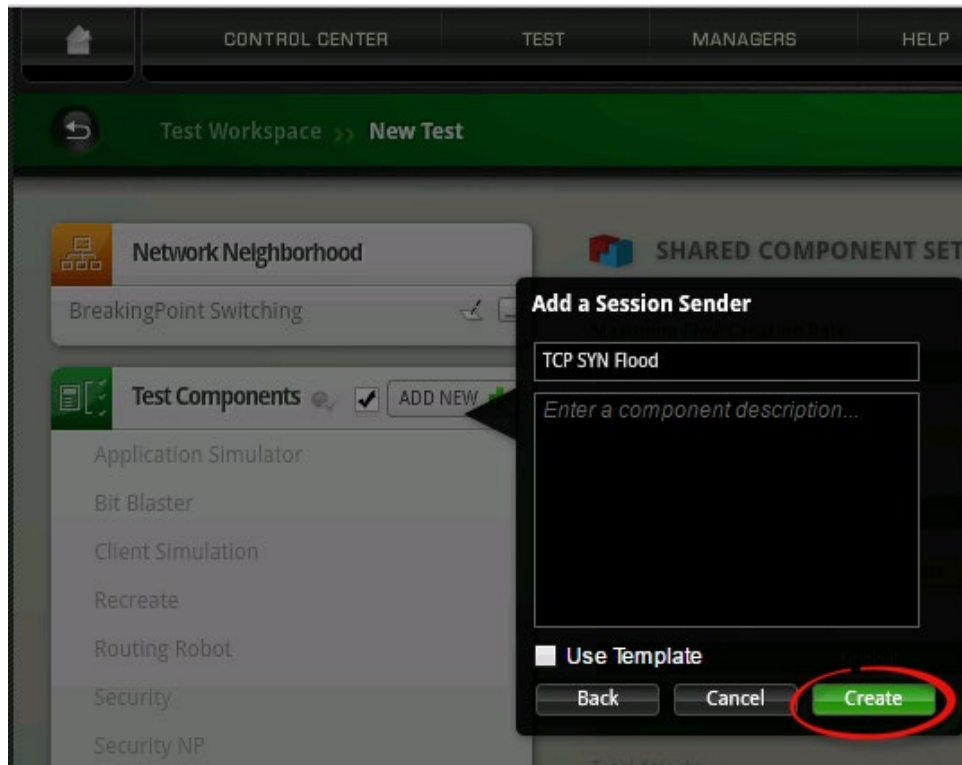 CONTROL CENTER TEST MANAGERS HELP
Test Workspace >> New Test
Network Neighborhood
BreakingPoint Switching
Test Components ADD NEW
Application Simulator
Bit Blaster
Client Simulation
Recreate
Routing Robot
Security
Security NP
SHARED COMPONENT SET
Add a Session Sender
TCP SYN Flood
Enter a component description...
Use Template
Back Cancel Create